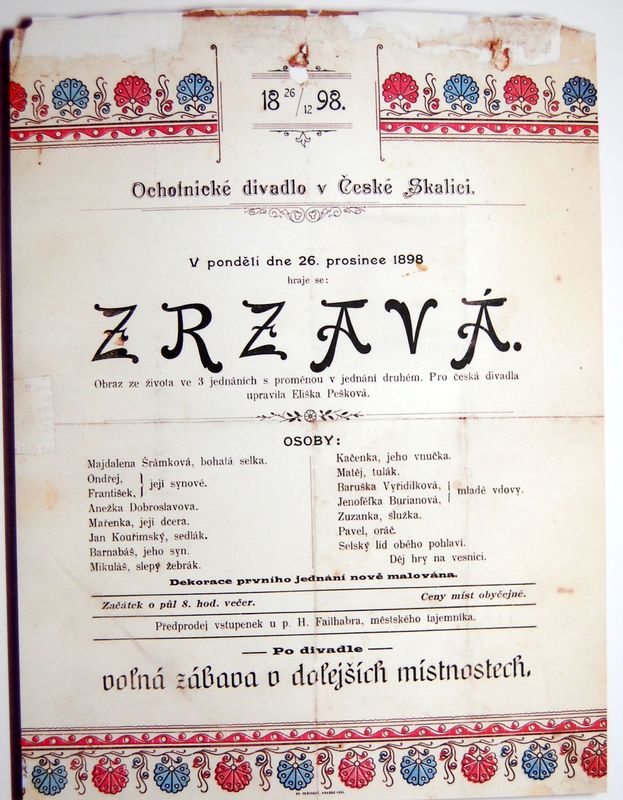 18 26/12 98.
Ochotnické divadlo v České Skalici.
V pondělí dne 26. prosince 1898
hraje se:
ZRZAVÁ.
Obraz ze života ve 3 jednáních s proměnou v jednání druhém. Pro česká divadla
upravila Eliška Pešková.
OSOBY:
Majdalena Šrámková, bohatá selka.
Ondřej,
František, } její synové.
Anežka Dobroslavova.
Mařenka, její dcera.
Jan Kouřimský, sedlák.
Barnabáš, jeho syn.
Mikuláš, slepý žebrák.
Kačenka, jeho vnučka.
Matěj, tulák.
Baruška Vyřidilková,
Jenoféfka Burianová, } mladé vdovy.
Zuzanka, služka.
Pavel, oráč.
Selský lid obého pohlaví.
Děj hry na vesnici.
Dekorace prvního jednání nově malována.
Začátek o půl 8. hod. večer.
Ceny míst obyčejné.
Předprodej vstupenek u p. H. Failhabra, městského tajemníka.
— Po divadle —
volná zábava v dolejších místnostech.